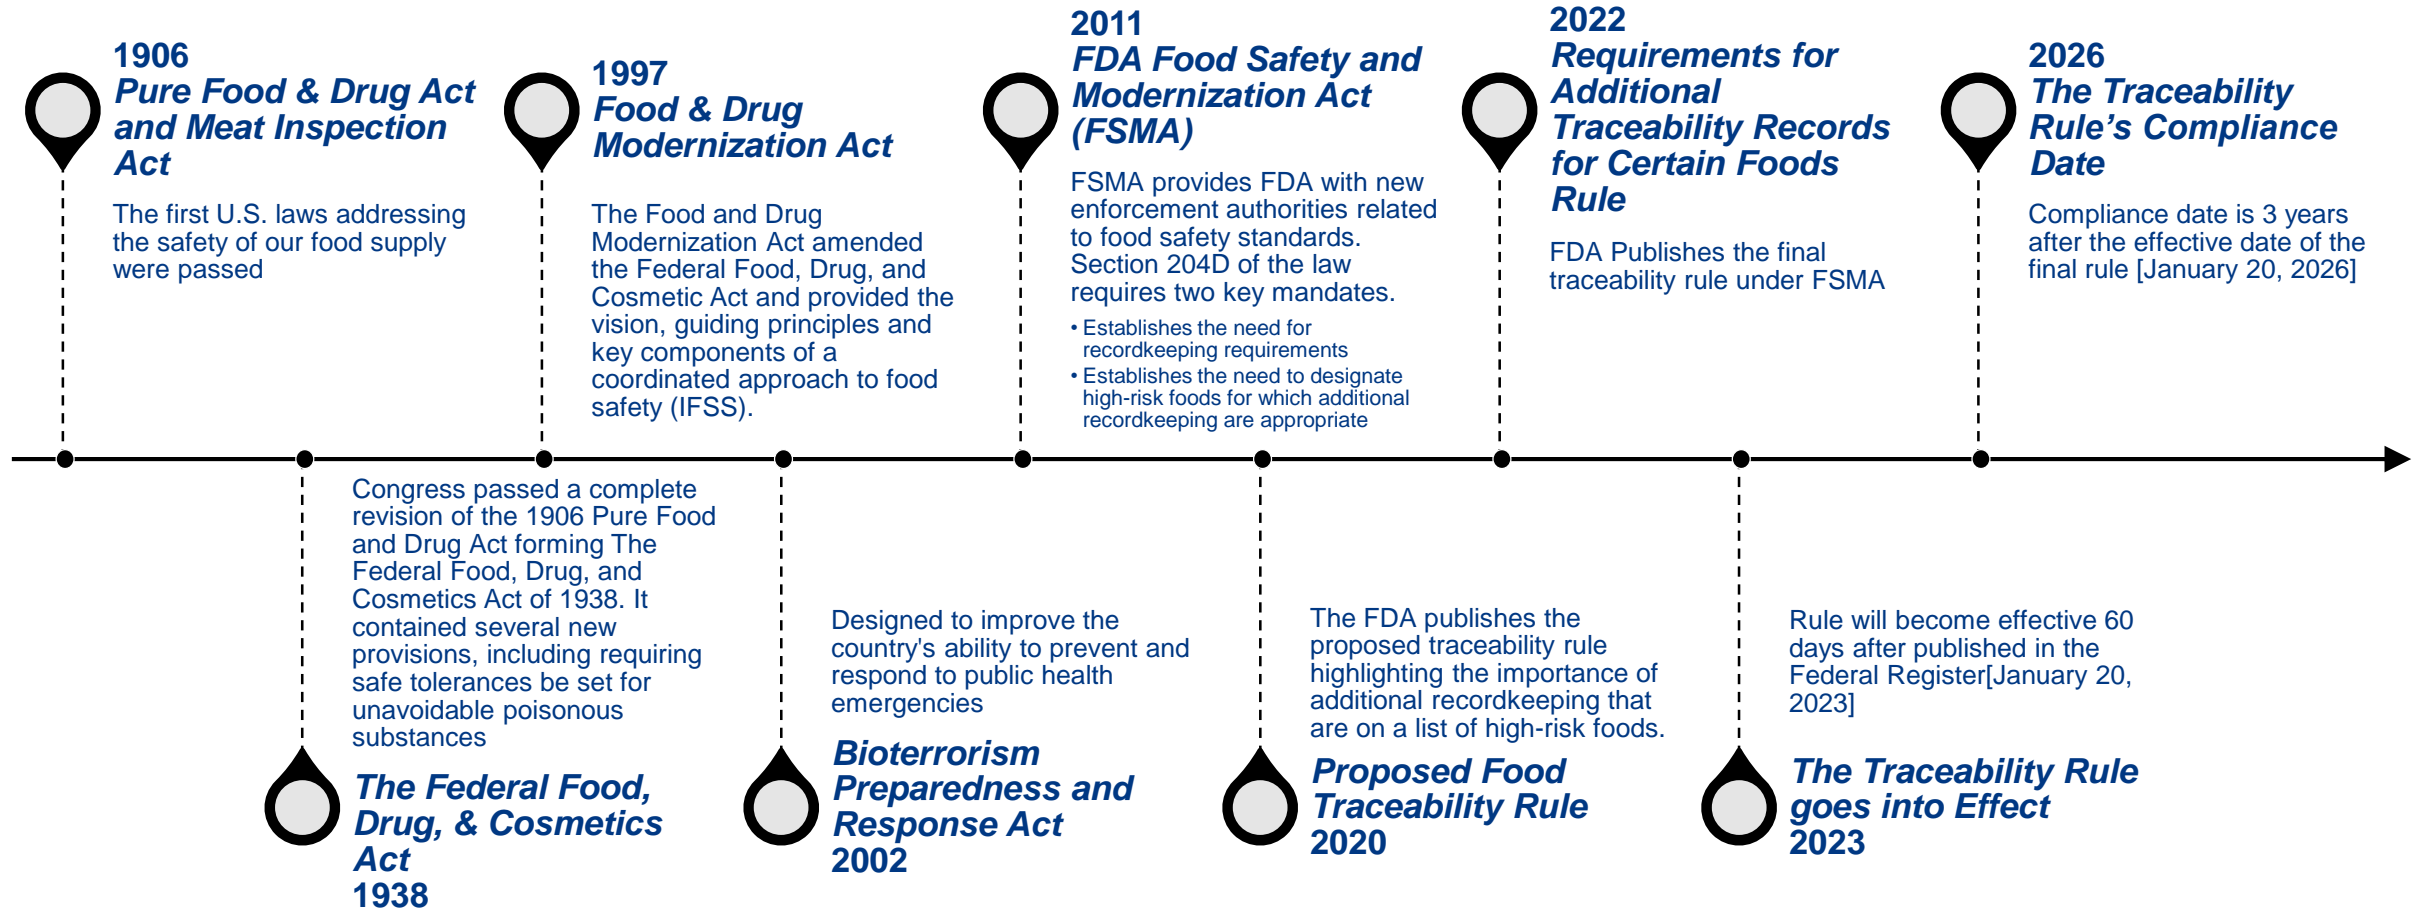 1906
Pure Food & Drug Act
and Meat Inspection
Act
The first U.S. laws addressing
the safety of our food supply
were passed
Congress passed a complete
revision of the 1906 Pure Food
and Drug Act forming The
Federal Food, Drug, and
Cosmetics Act of 1938. It
contained several new
provisions, including requiring
safe tolerances be set for
unavoidable poisonous
substances
The Federal Food,
Drug, & Cosmetics
Act
1938
1997
Food & Drug
Modernization Act
The Food and Drug
Modernization Act amended
the Federal Food, Drug, and
Cosmetic Act and provided the
vision, guiding principles and
key components of a
coordinated approach to food
safety (IFSS).
Designed to improve the
country's ability to prevent and
respond to public health
emergencies
Bioterrorism
Preparedness and
Response Act
2002
2011
FDA Food Safety and
Modernization Act
(FSMA)
FSMA provides FDA with new
enforcement authorities related
to food safety standards.
Section 204D of the law
requires two key mandates.
• Establishes the need for
recordkeeping requirements
• Establishes the need to designate
high-risk foods for which additional
recordkeeping are appropriate
The FDA publishes the
proposed traceability rule
highlighting the importance of
additional recordkeeping that
are on a list of high-risk foods.
Proposed Food
Traceability Rule
2020
2022
Requirements for
Additional
Traceability Records
for Certain Foods
Rule
FDA Publishes the final
traceability rule under FSMA
Rule will become effective 60
days after published in the
Federal Register[January 20,
2023]
The Traceability Rule
goes into Effect
2023
2026
The Traceability
Rule’s Compliance
Date
Compliance date is 3 years
after the effective date of the
final rule [January 20, 2026]